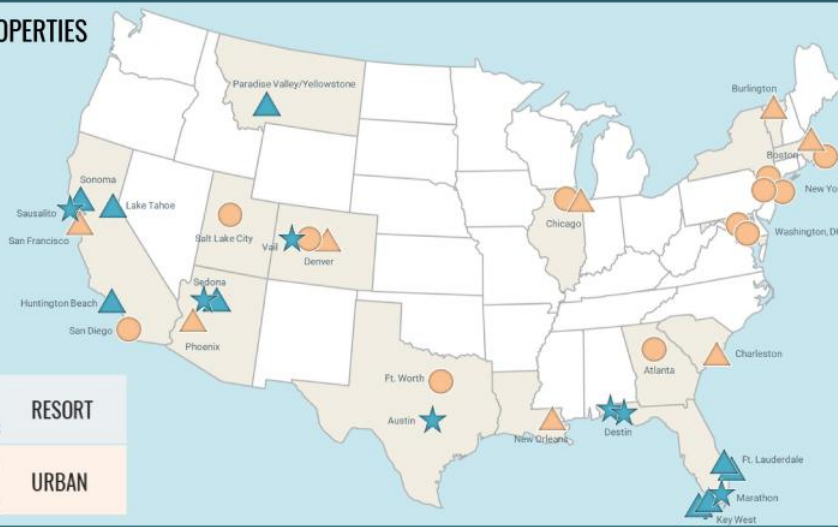 OPERTIES
Paradise Valley/Yellowstone
Burlington
Boston
Sonoma
Lake Tahoe
Sausalito
New Yo
San Francisco
Salt Lake City
Vail
Denver
Chicago
Washington, D
Sedona
Huntington Beach
San Diego
Phoenix
Charleston
Atlanta
Ft. Worth
Austin
RESORT
New Orleans
Destin
Ft. Lauderdale
URBAN
Marathon
Key West